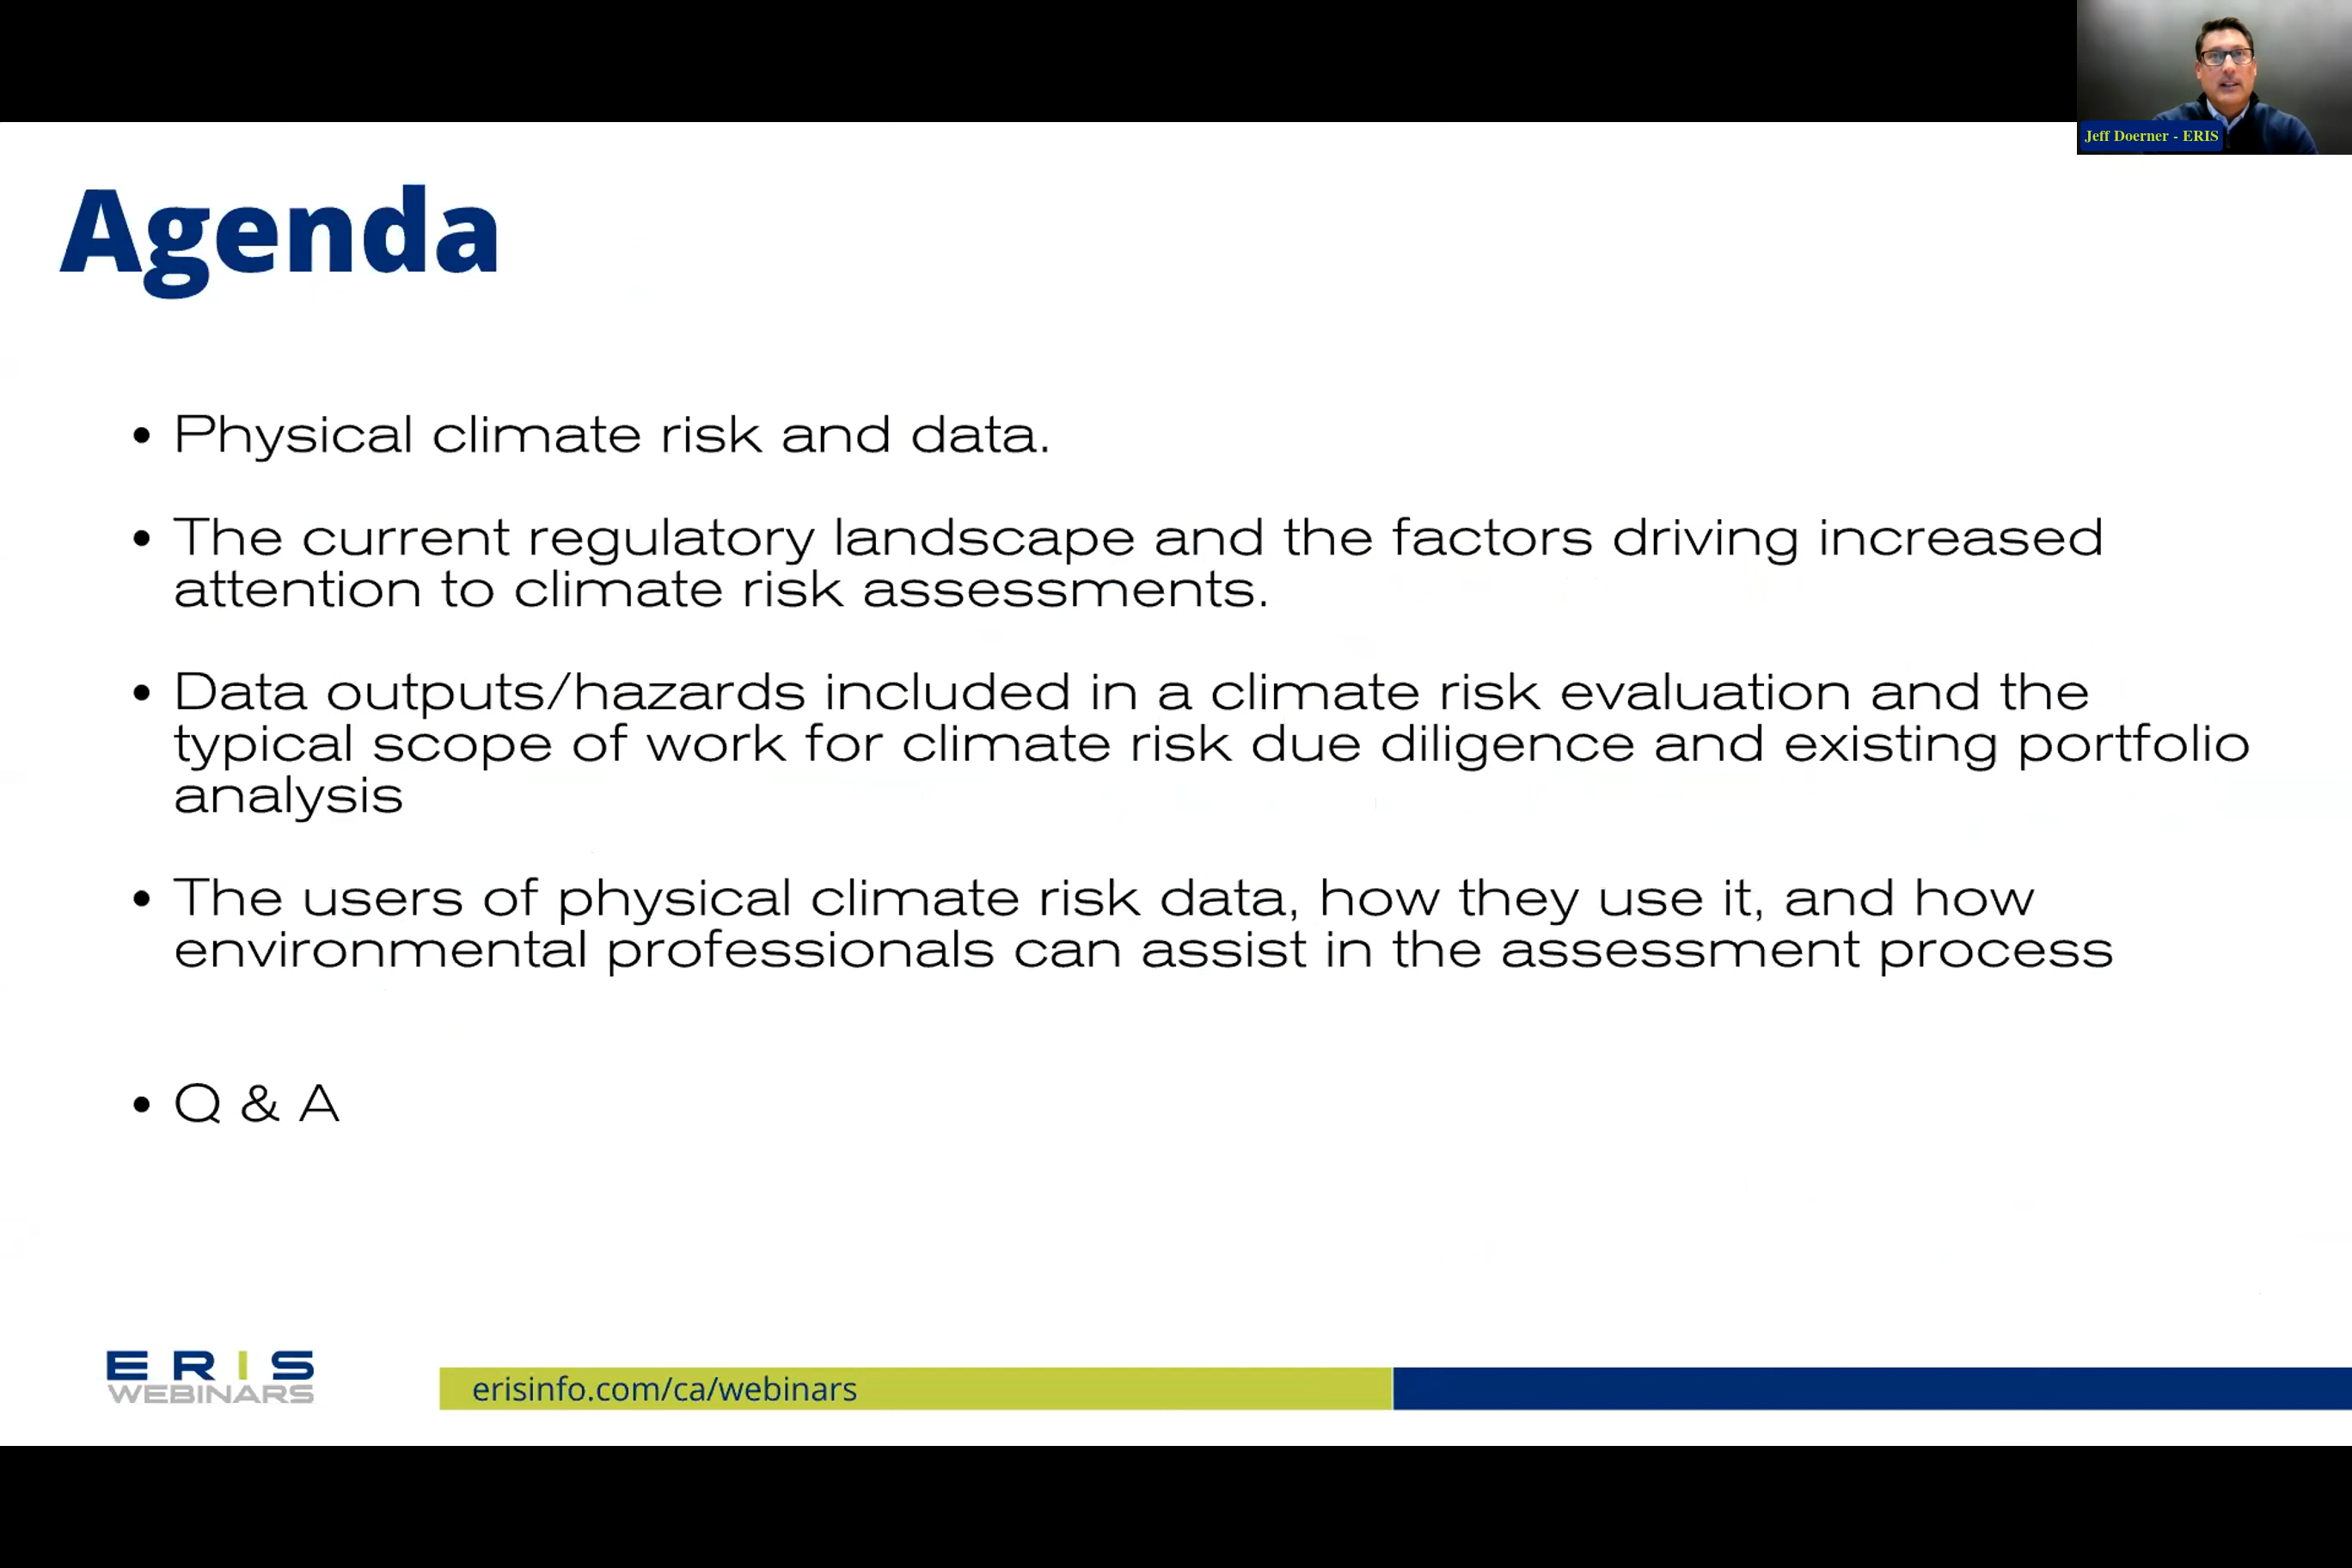 Jeff Doerner - ERIS
Agenda
• Physical climate risk and data.
• The current regulatory landscape and the factors driving increased
attention to climate risk assessments.
• Data outputs/hazards included in a climate risk evaluation and the
typical scope of work for climate risk due diligence and existing portfolio
analysis
• The users of physical climate risk data, how they use it, and how
environmental professionals can assist in the assessment process
• Q & A
ERIS
WEBINARS
erisinfo.com/ca/webinars